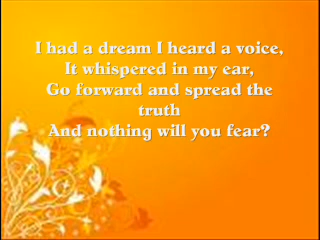 I had a dream I heard a voice,
It whispered in my ear,
Go forward and spread the
truth
And nothing will you fear?